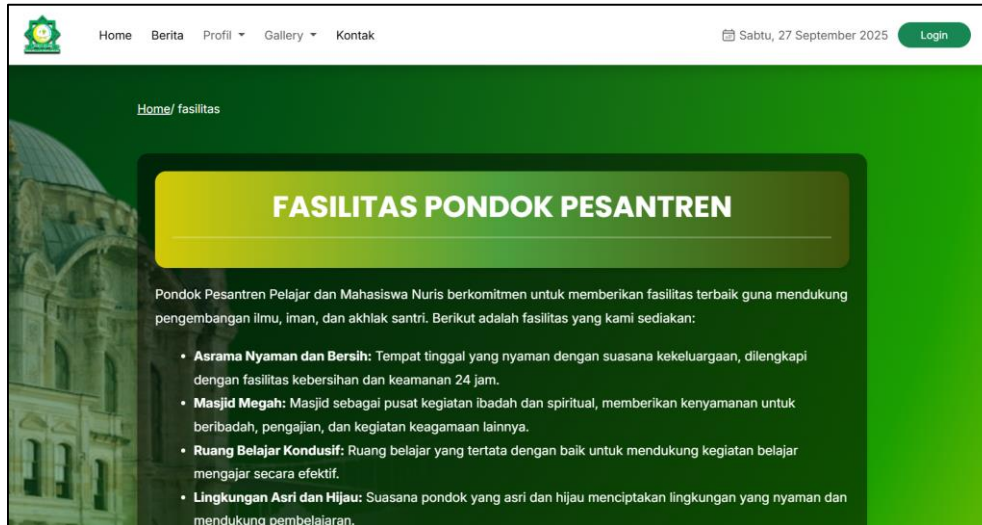 Home Berita Profil Gallery Kontak Sabtu, 27 September 2025 Login
Home/ fasilitas
FASILITAS PONDOK PESANTREN
Pondok Pesantren Pelajar dan Mahasiswa Nuris berkomitmen untuk memberikan fasilitas terbaik guna mendukung
pengembangan ilmu, iman, dan akhlak santri. Berikut adalah fasilitas yang kami sediakan:
• Asrama Nyaman dan Bersih: Tempat tinggal yang nyaman dengan suasana kekeluargaan, dilengkapi
dengan fasilitas kebersihan dan keamanan 24 jam.
• Masjid Megah: Masjid sebagai pusat kegiatan ibadah dan spiritual, memberikan kenyamanan untuk
beribadah, pengajian, dan kegiatan keagamaan lainnya.
• Ruang Belajar Kondusif: Ruang belajar yang tertata dengan baik untuk mendukung kegiatan belajar
mengajar secara efektif.
• Lingkungan Asri dan Hijau: Suasana pondok yang asri dan hijau menciptakan lingkungan yang nyaman dan
mendukung pembelajaran.